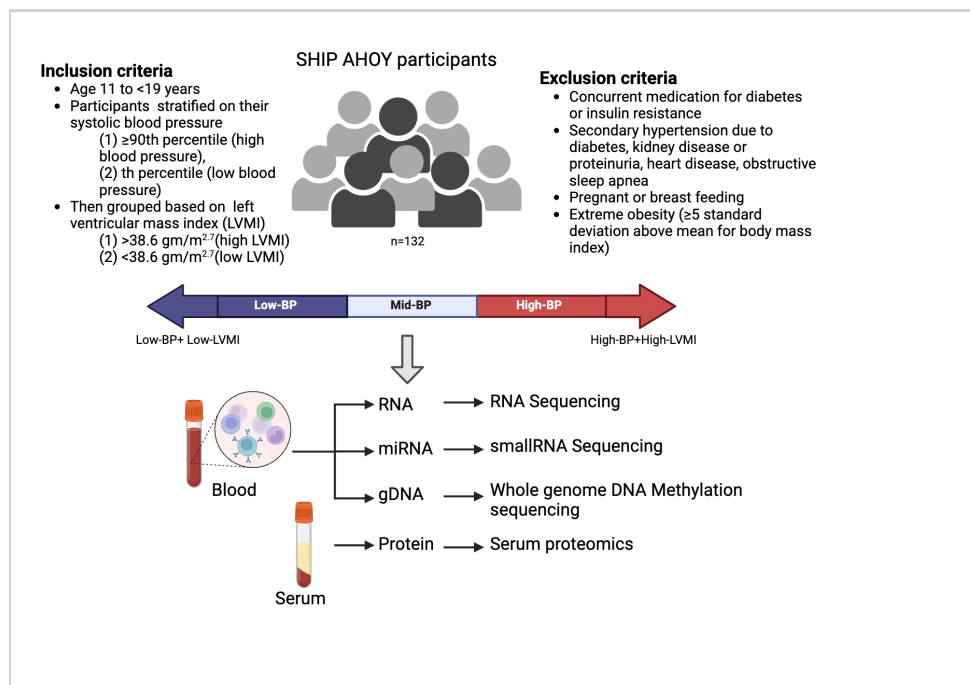 SHIP AHOY participants
Inclusion criteria
• Age 11 to <19 years
• Participants stratified on their
systolic blood pressure
(1) ≥90th percentile (high
blood pressure),
(2) th percentile (low blood
pressure)
• Then grouped based on left
ventricular mass index (LVMI)
(1) >38.6 gm/m²·⁷(high LVMI)
(2) <38.6 gm/m²·⁷(low LVMI)
n=132
Exclusion criteria
• Concurrent medication for diabetes
or insulin resistance
• Secondary hypertension due to
diabetes, kidney disease or
proteinuria, heart disease, obstructive
sleep apnea
• Pregnant or breast feeding
• Extreme obesity (≥5 standard
deviation above mean for body mass
index)
Low-BP
Mid-BP
High-BP
Low-BP+ Low-LVMI
High-BP+High-LVMI
Blood
RNA
RNA Sequencing
miRNA
smallRNA Sequencing
gDNA
Whole genome DNA Methylation
sequencing
Protein
Serum proteomics
Serum